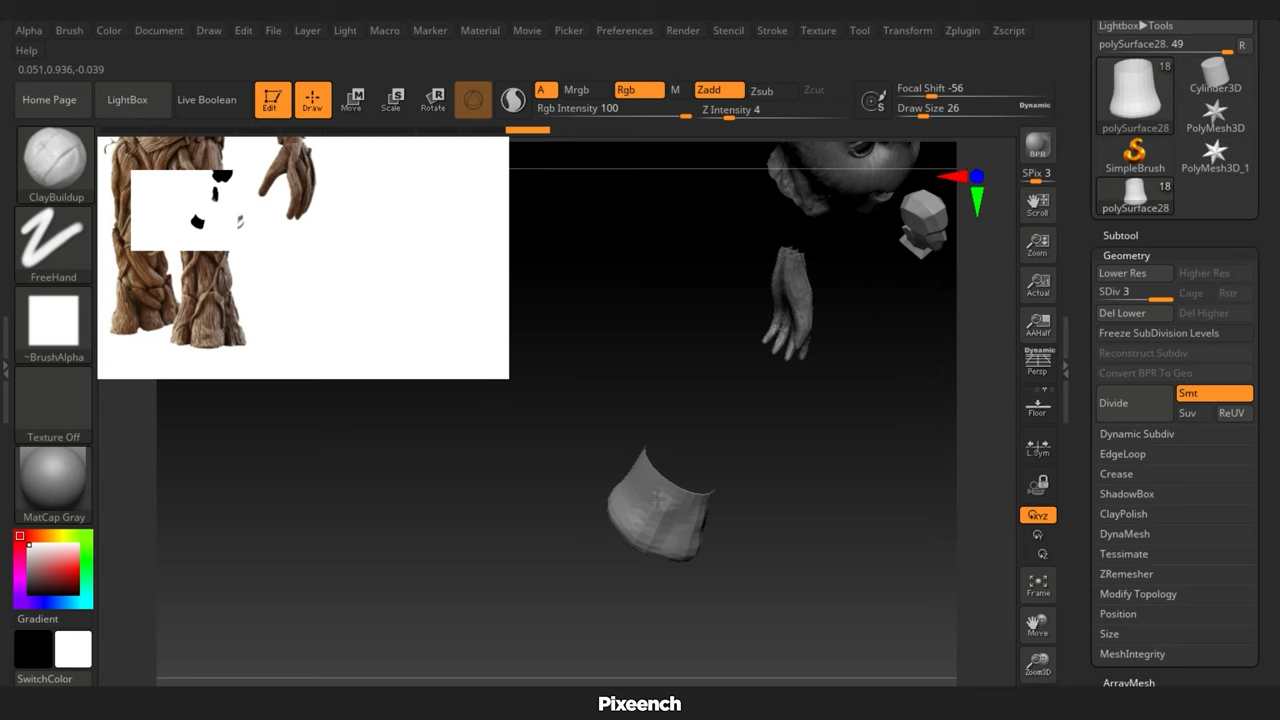 Alpha Brush Color Document Draw Edit File Layer Light Macro Marker Material Movie Picker Preferences Render Stencil Stroke Texture Tool Transform Zplugin Zscript
Help
0.051,0.936,-0.039
Home Page LightBox Live Boolean Edit Draw Move Scale Rotate A Mrgb Rgb M Zadd Zsub Zcut Focal Shift -56
Rgb Intensity 100 Z Intensity 4 S Draw Size 26 Dynamic
ClayBuildup
FreeHand
~BrushAlpha
Texture Off
MatCap Gray
Gradient
SwitchColor
BPR
SPix 3
Scroll
Zoom
Actual
AAHalf
Dynamic
Persp
Floor
L.Sym
XYZ
Frame
Move
Zoom3D
Lightbox▶Tools
polySurface28. 49 R
18
polySurface28 Cylinder3D
PolyMesh3D
SimpleBrush PolyMesh3D_1
18
polySurface28
Subtool
Geometry
Lower Res Higher Res
SDiv 3 Cage Rstr
Del Lower Del Higher
Freeze SubDivision Levels
Reconstruct Subdiv
Convert BPR To Geo
Divide Smt
Suv ReUV
Dynamic Subdiv
EdgeLoop
Crease
ShadowBox
ClayPolish
DynaMesh
Tessimate
ZRemesher
Modify Topology
Position
Size
MeshIntegrity
ArrayMesh
Pixeench